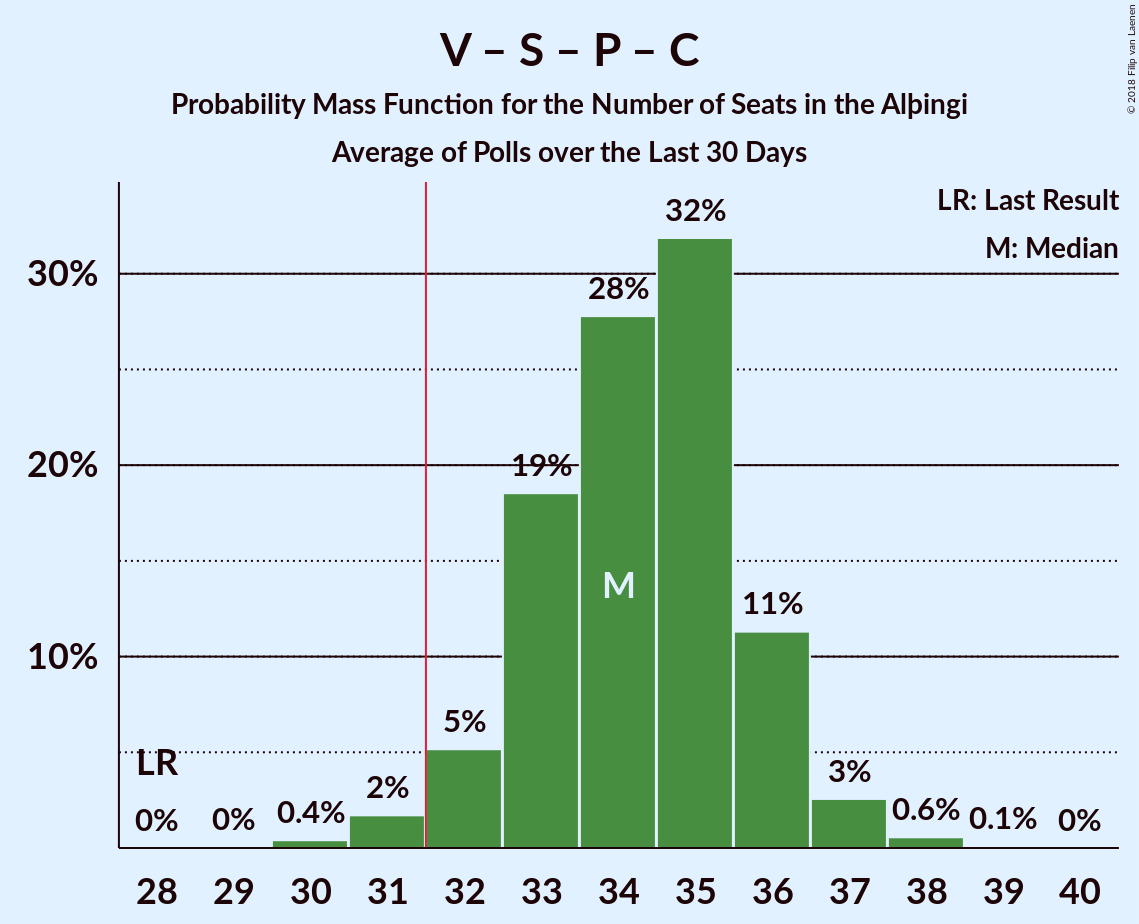 V – S – P – C
Probability Mass Function for the Number of Seats in the Alþingi
Average of Polls over the Last 30 Days
© 2018 Filip van Laenen
LR: Last Result
M: Median
30%
20%
10%
LR
M
0%
0%
0.4%
2%
5%
19%
28%
32%
11%
3%
0.6%
0.1%
0%
28 29 30 31 32 33 34 35 36 37 38 39 40